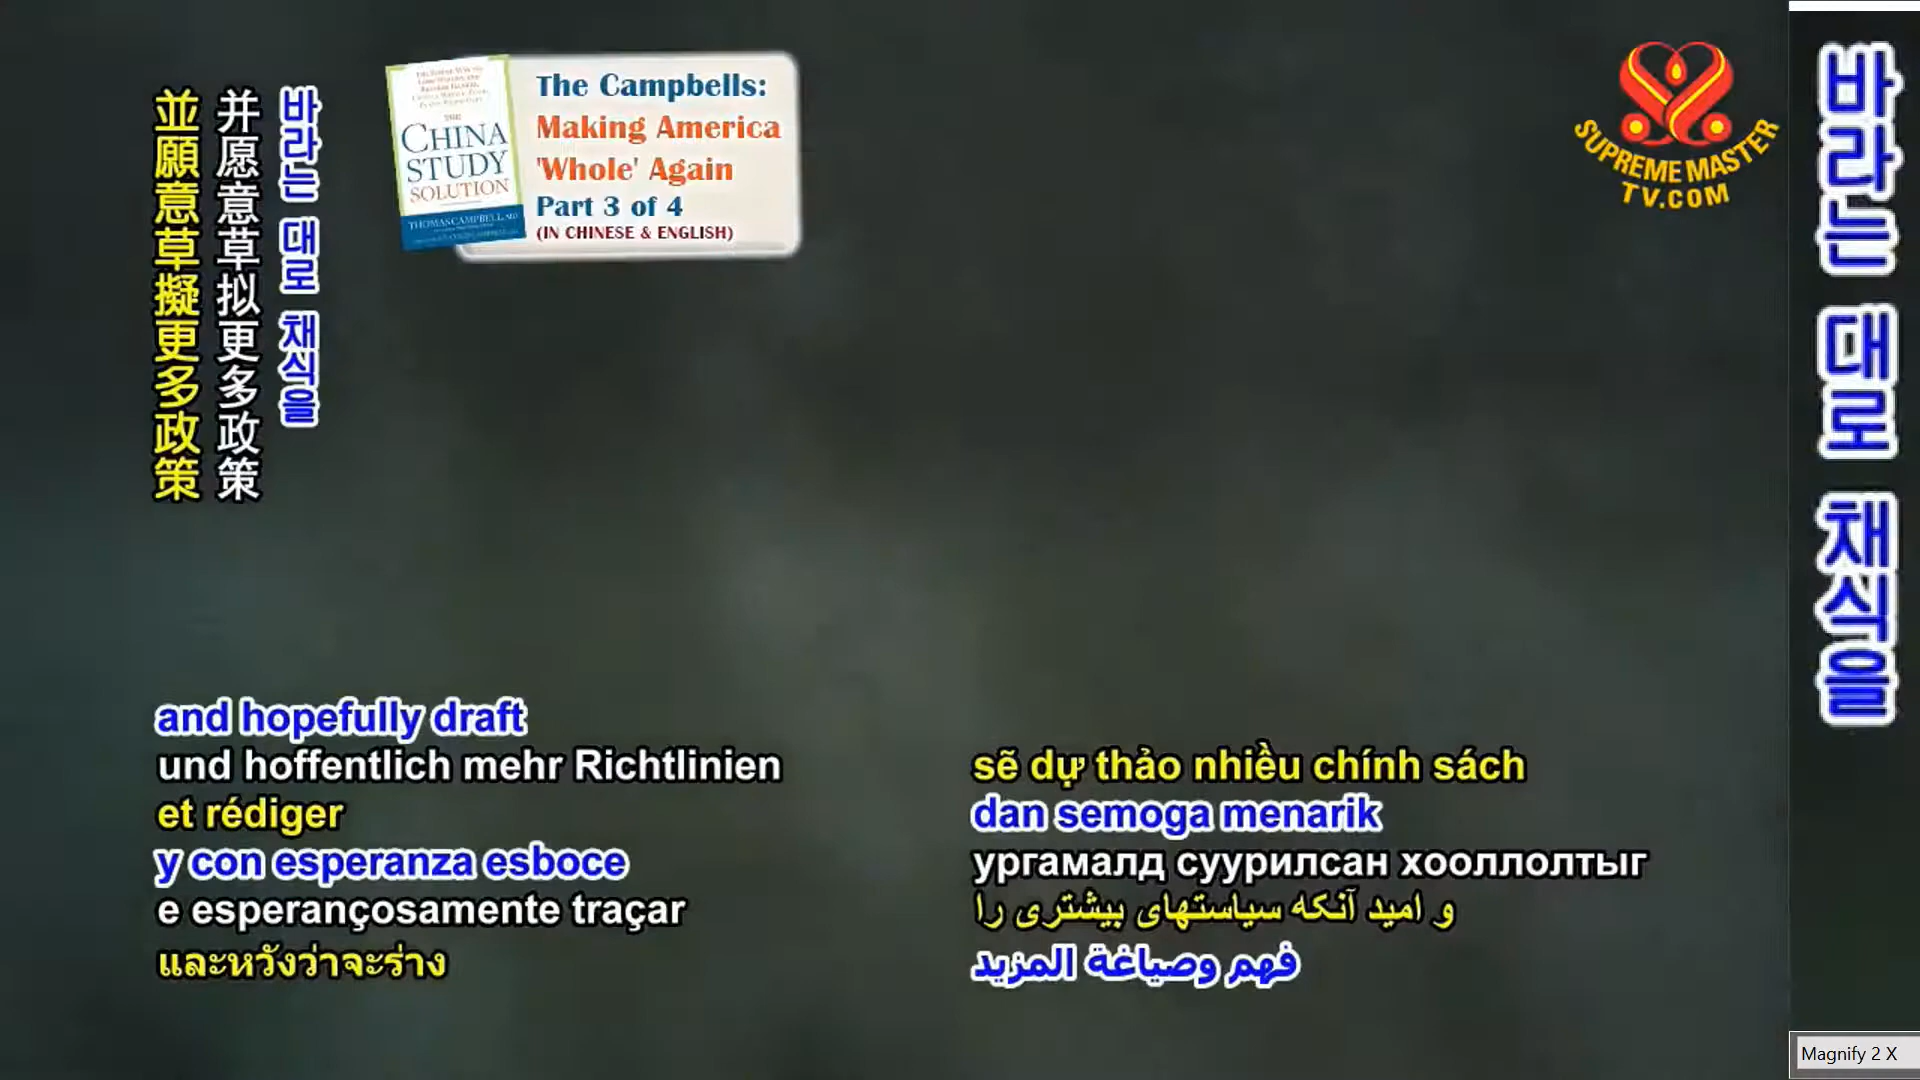 並願意草擬更多政策
并愿意草拟更多政策
바라는 대로 채식을
THE
CHINA
STUDY
SOLUTION
THOMAS CAMPBELL, MD
The Campbells:
Making America
'Whole' Again
Part 3 of 4
(IN CHINESE & ENGLISH)
SUPREME MASTER
TV.COM
바라는 대로 채식을
and hopefully draft
und hoffentlich mehr Richtlinien
et rédiger
y con esperanza esboce
e esperançosamente traçar
และหวังว่าจะร่าง
sẽ dự thảo nhiều chính sách
dan semoga menarik
ургамалд суурилсан хооллолтыг
و امید آنکه سیاستهای بیشتری را
فهم وصياغة المزيد
Magnify 2 X